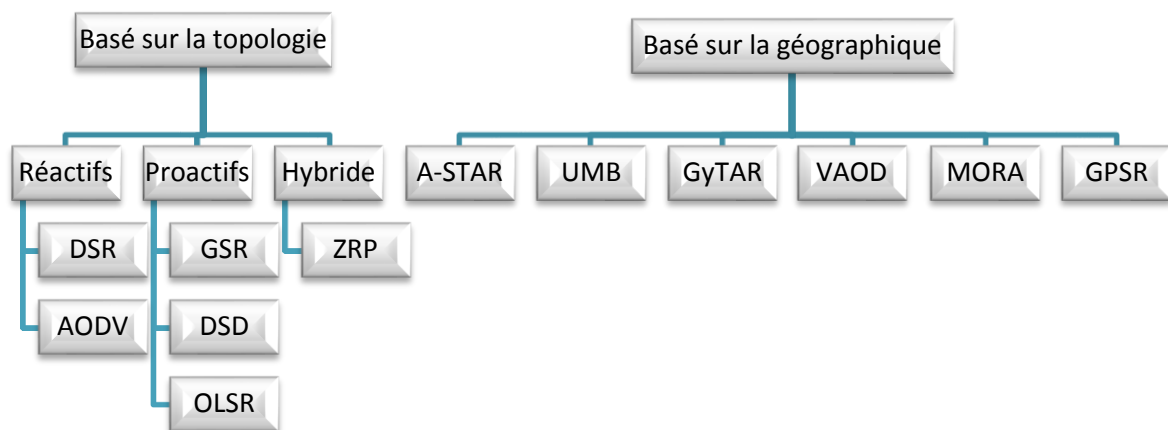 Basé sur la topologie
Basé sur la géographique
Réactifs
Proactifs
Hybride
A-STAR
UMB
GyTAR
VAOD
MORA
GPSR
DSR
GSR
ZRP
AODV
DSD
OLSR